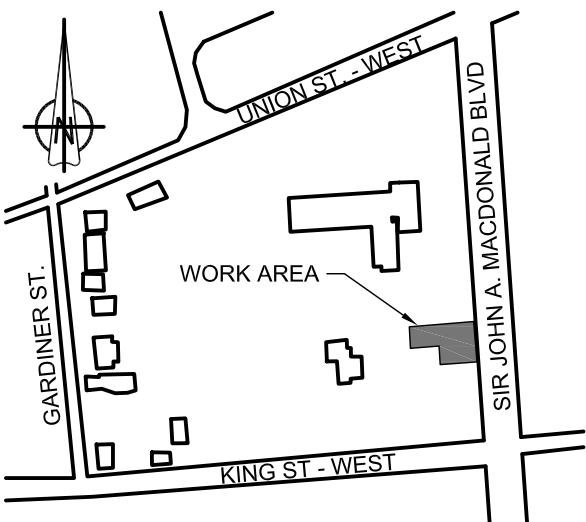 N
UNION ST. - WEST
SIR JOHN A. MACDONALD BLVD
WORK AREA
GARDINER ST.
KING ST - WEST